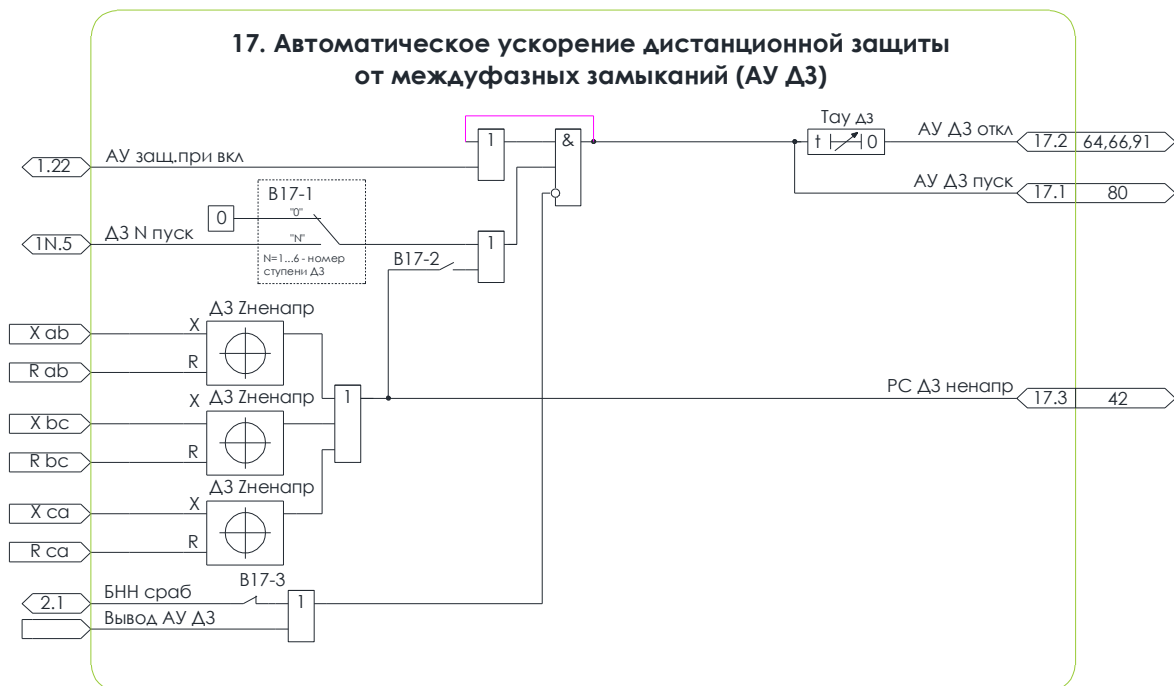 17. Автоматическое ускорение дистанционной защиты
от междуфазных замыканий (АУ ДЗ)
Tау дз
1
&
t 0
АУ ДЗ откл
17.2 64,66,91
1.22
АУ защ.при вкл
АУ ДЗ пуск
17.1 80
В17-1
0
"0"
1N.5
ДЗ N пуск
"N"
1
N=1...6 - номер
ступени ДЗ
В17-2
ДЗ Zненапр
X ab
X
R ab
R
ДЗ Zненапр
1
РС ДЗ ненапр
17.3 42
X bc
X
R bc
R
ДЗ Zненапр
X ca
X
R ca
R
В17-3
2.1
БНН сраб
1
Вывод АУ ДЗ